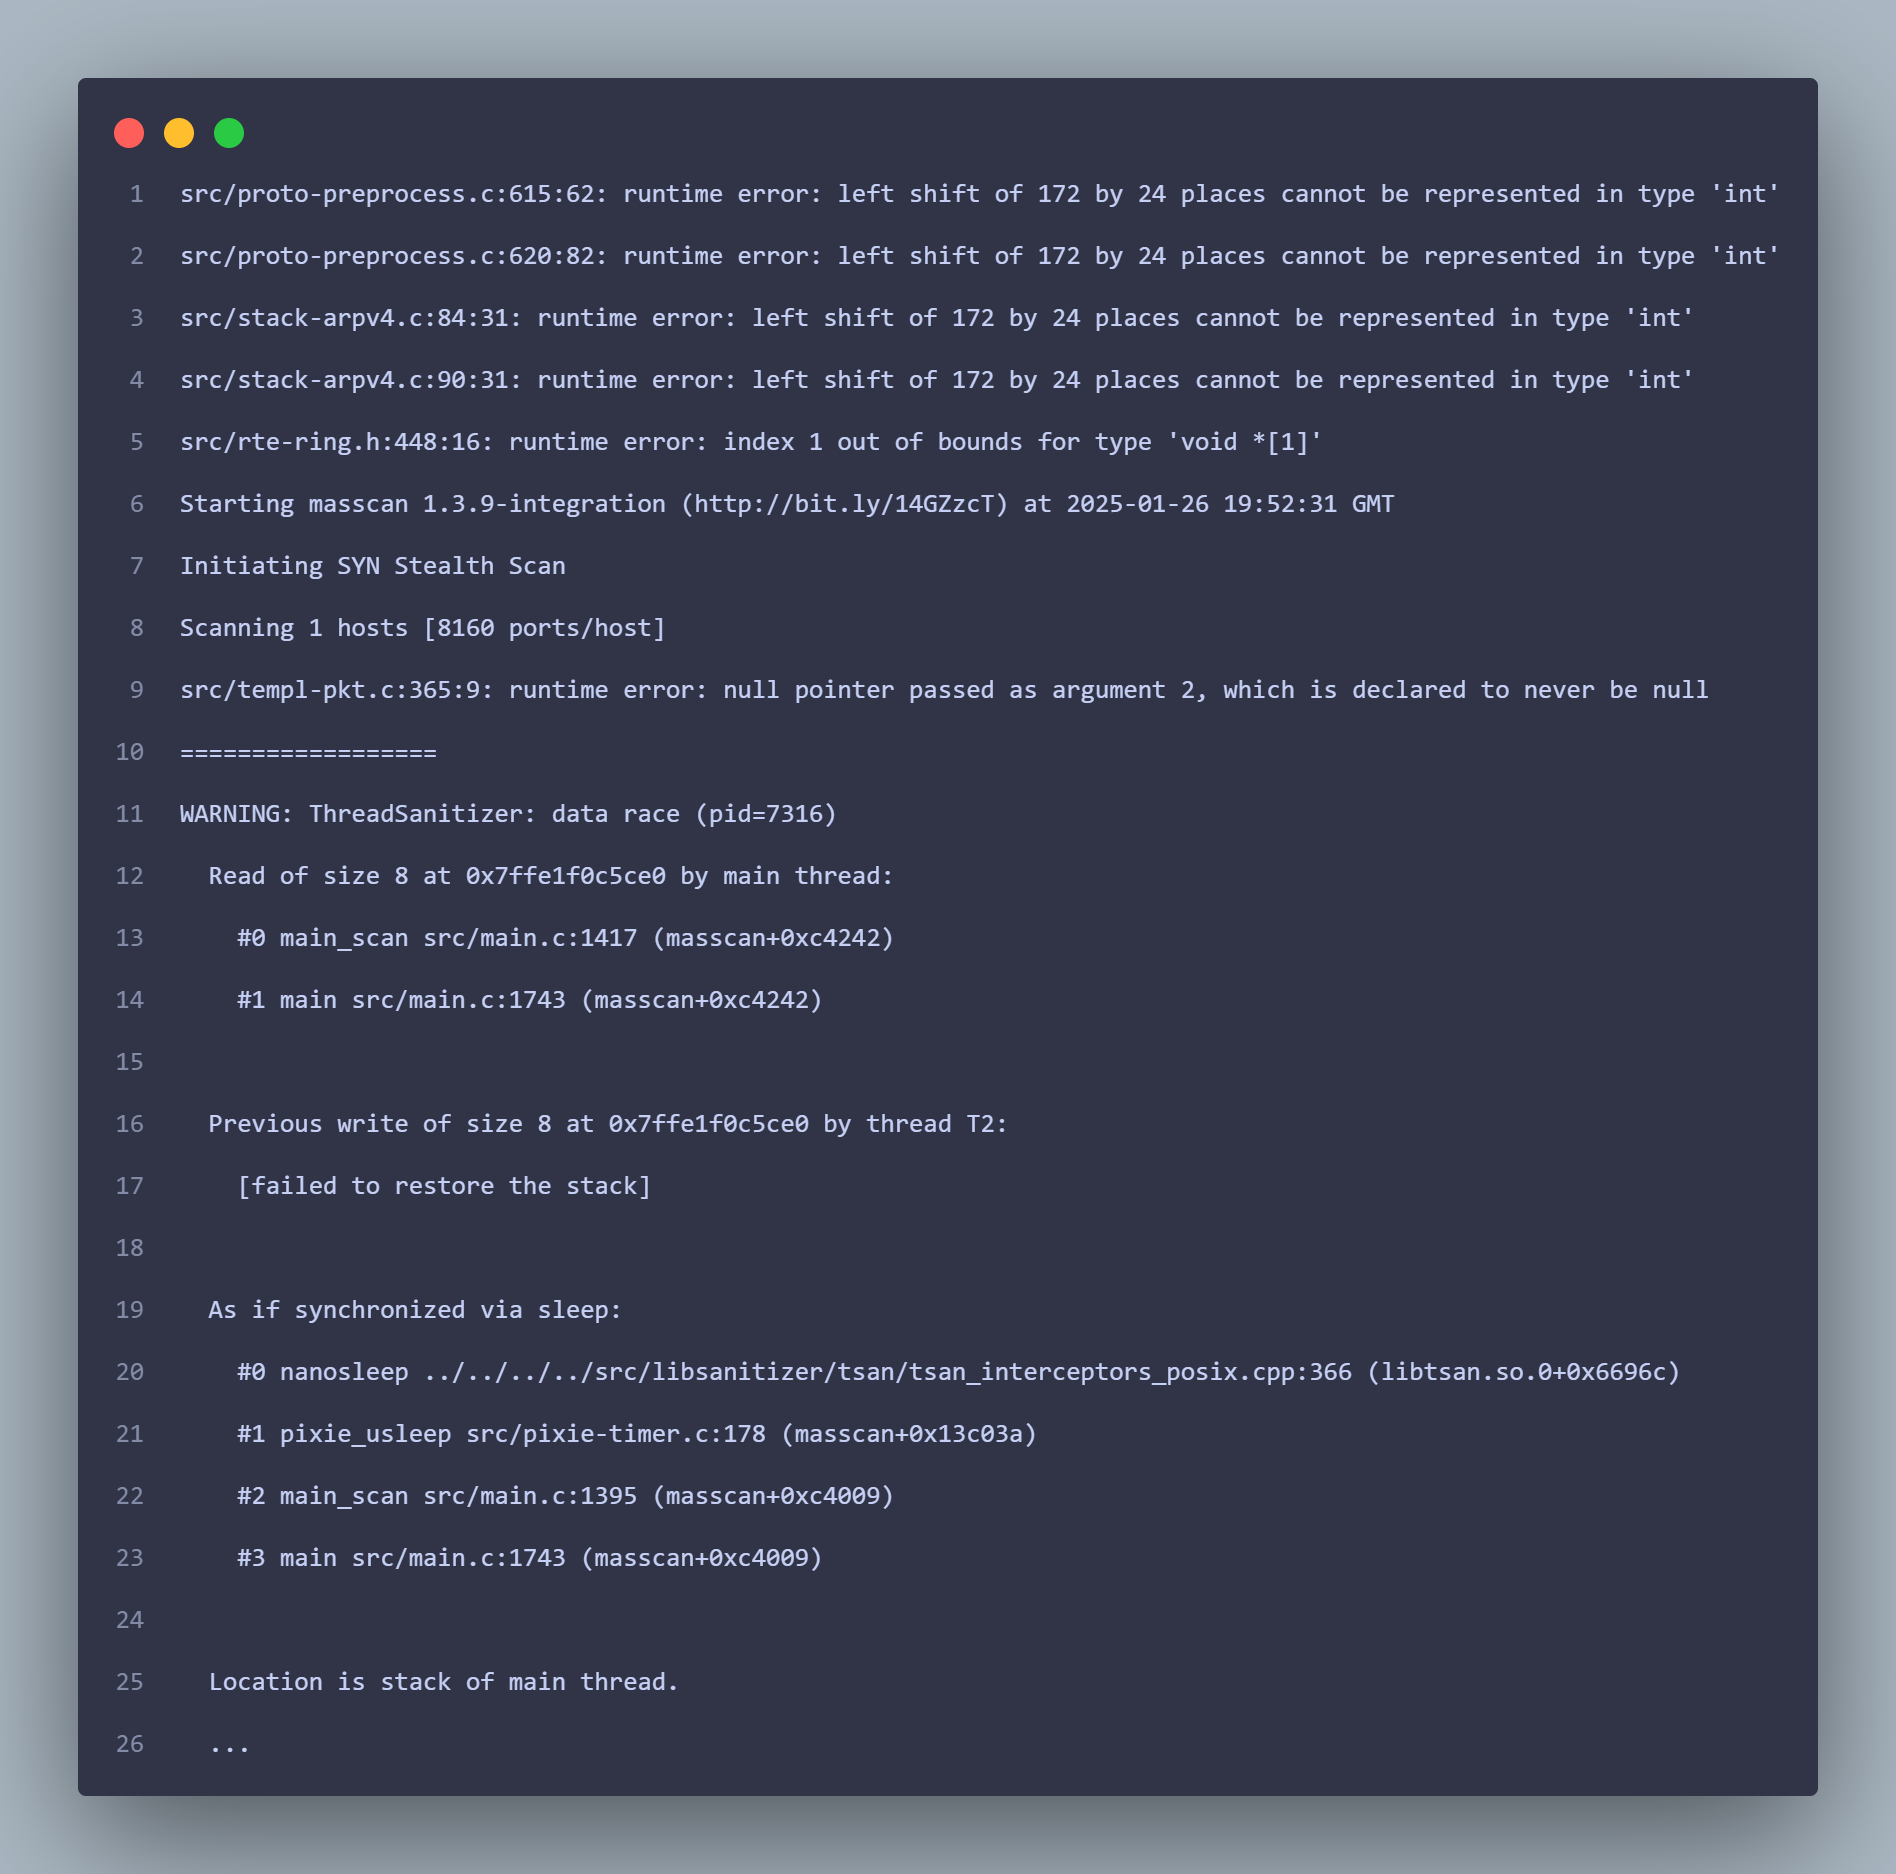 1 src/proto-preprocess.c:615:62: runtime error: left shift of 172 by 24 places cannot be represented in type 'int'
2 src/proto-preprocess.c:620:82: runtime error: left shift of 172 by 24 places cannot be represented in type 'int'
3 src/stack-arpv4.c:84:31: runtime error: left shift of 172 by 24 places cannot be represented in type 'int'
4 src/stack-arpv4.c:90:31: runtime error: left shift of 172 by 24 places cannot be represented in type 'int'
5 src/rte-ring.h:448:16: runtime error: index 1 out of bounds for type 'void *[1]'
6 Starting masscan 1.3.9-integration (http://bit.ly/14GZzcT) at 2025-01-26 19:52:31 GMT
7 Initiating SYN Stealth Scan
8 Scanning 1 hosts [8160 ports/host]
9 src/templ-pkt.c:365:9: runtime error: null pointer passed as argument 2, which is declared to never be null
10 ==================
11 WARNING: ThreadSanitizer: data race (pid=7316)
12   Read of size 8 at 0x7ffe1f0c5ce0 by main thread:
13     #0 main_scan src/main.c:1417 (masscan+0xc4242)
14     #1 main src/main.c:1743 (masscan+0xc4242)
15
16   Previous write of size 8 at 0x7ffe1f0c5ce0 by thread T2:
17     [failed to restore the stack]
18
19   As if synchronized via sleep:
20     #0 nanosleep ../../../../src/libsanitizer/tsan/tsan_interceptors_posix.cpp:366 (libtsan.so.0+0x6696c)
21     #1 pixie_usleep src/pixie-timer.c:178 (masscan+0x13c03a)
22     #2 main_scan src/main.c:1395 (masscan+0xc4009)
23     #3 main src/main.c:1743 (masscan+0xc4009)
24
25   Location is stack of main thread.
26   ...